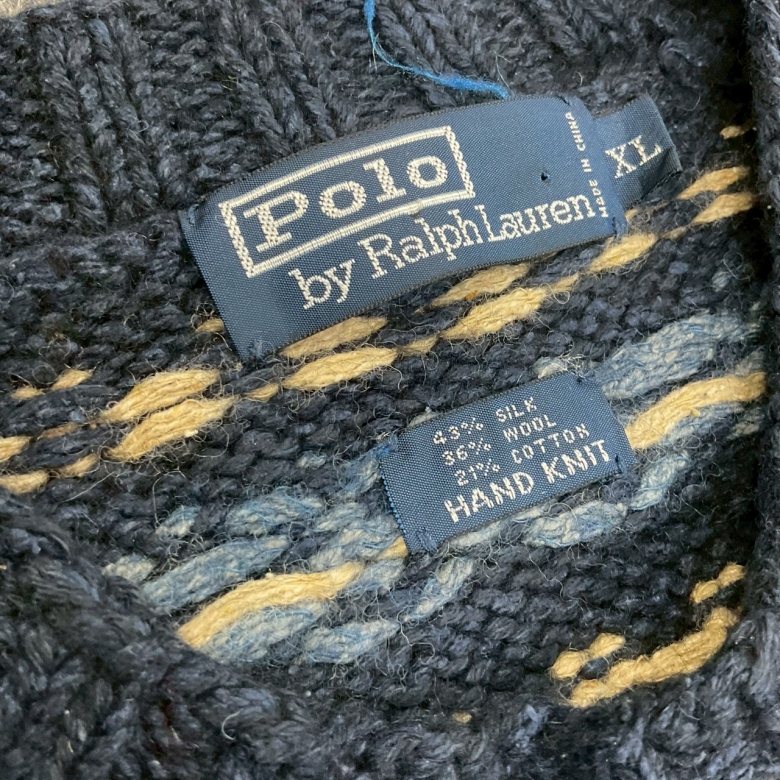 Polo
by Ralph Lauren
MADE IN CHINA
XL
43% SILK
36% WOOL
21% COTTON
HAND KNIT